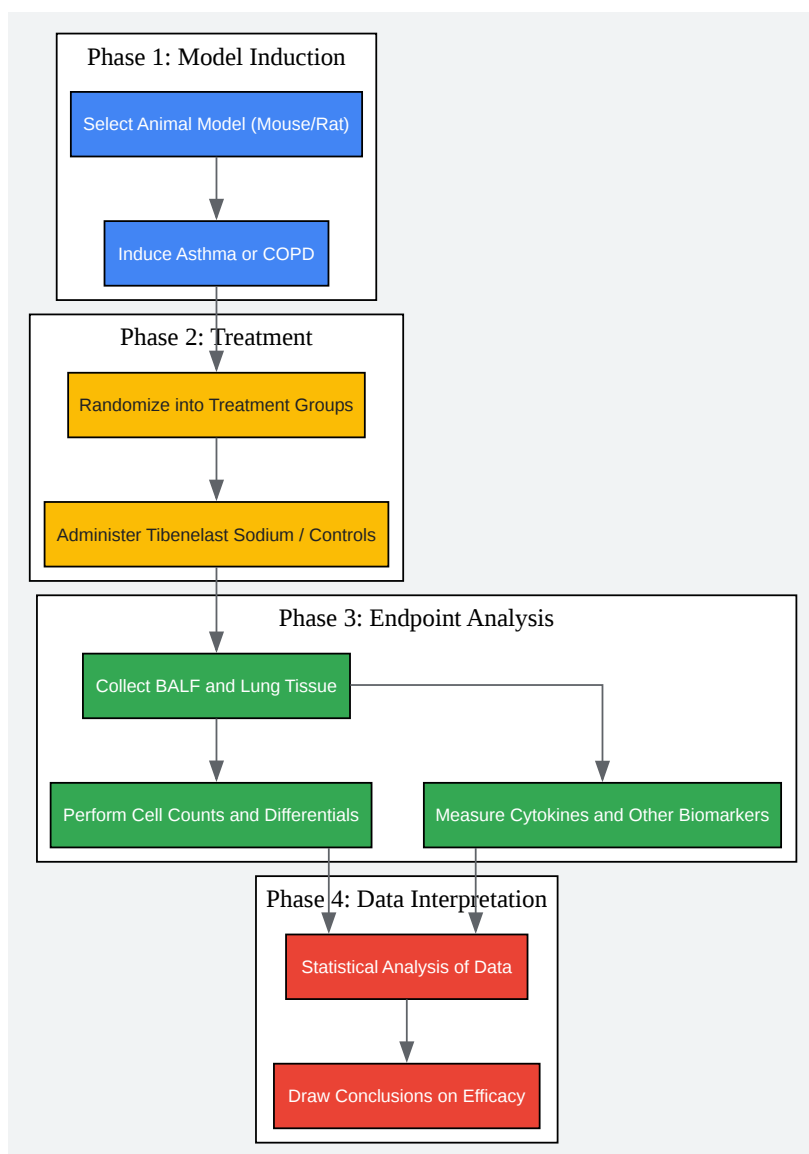 Phase 1: Model Induction
Select Animal Model (Mouse/Rat)
Induce Asthma or COPD
Phase 2: Treatment
Randomize into Treatment Groups
Administer Tibenelast Sodium / Controls
Phase 3: Endpoint Analysis
Collect BALF and Lung Tissue
Perform Cell Counts and Differentials
Measure Cytokines and Other Biomarkers
Phase 4: Data Interpretation
Statistical Analysis of Data
Draw Conclusions on Efficacy